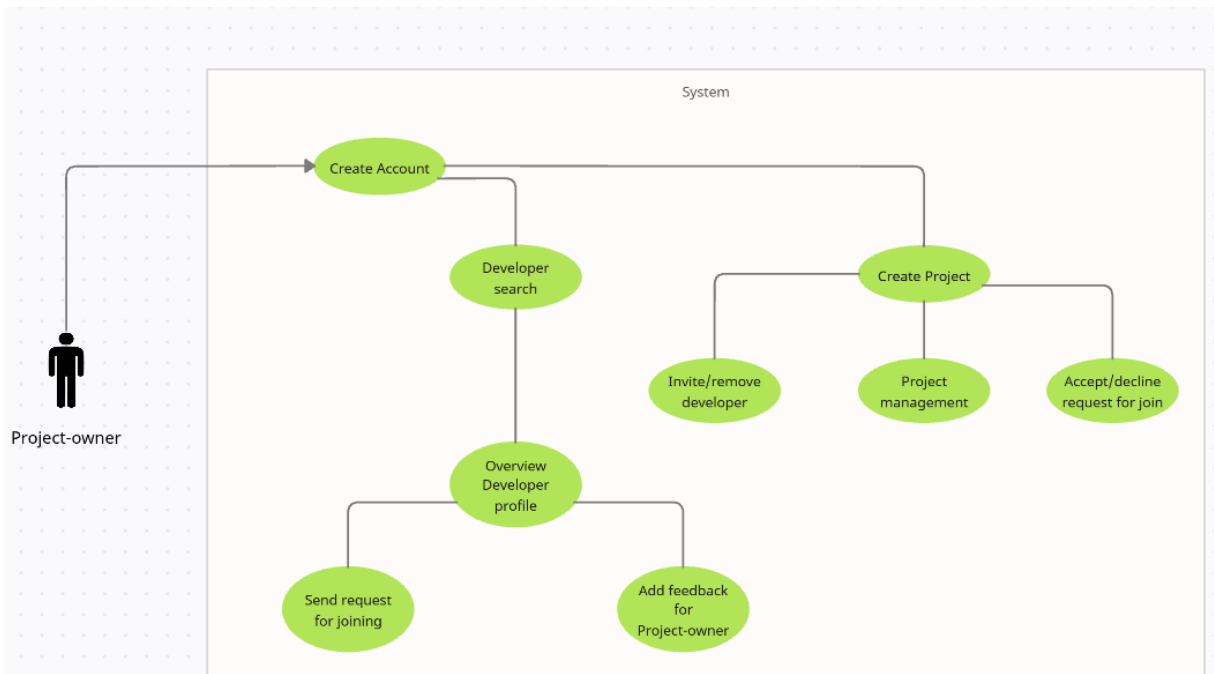 System
Create Account
Developer
search
Create Project
Invite/remove
developer
Project
management
Accept/decline
request for join
Project-owner
Overview
Developer
profile
Send request
for joining
Add feedback
for
Project-owner